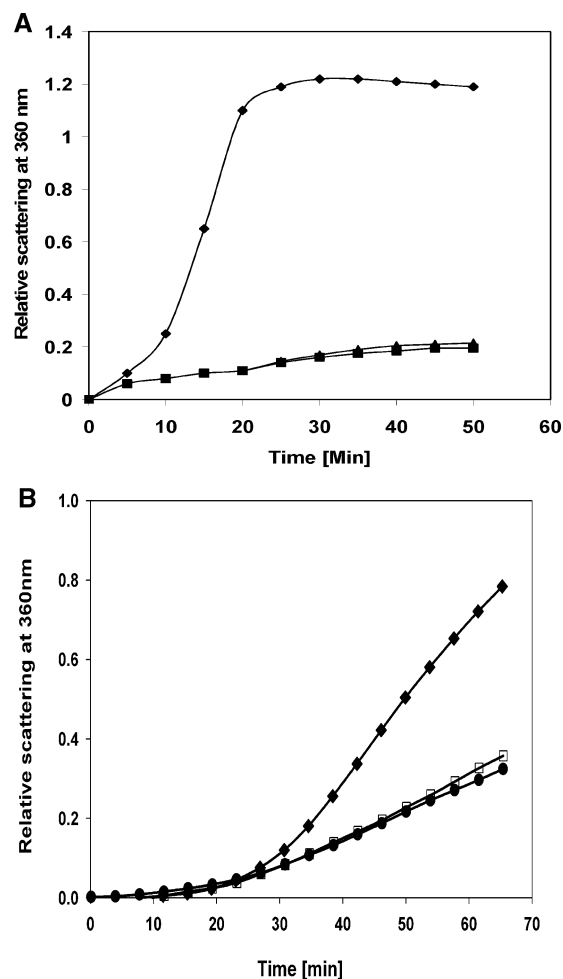 A
Relative scattering at 360 nm
1.4
1.2
1
0.8
0.6
0.4
0.2
0
0 10 20 30 40 50 60
Time [Min]
B
Relative scattering at 360nm
1.0
0.8
0.6
0.4
0.2
0.0
0 10 20 30 40 50 60 70
Time [min]